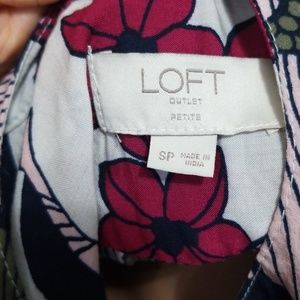 LOFT
OUTLET
PETITE
SP
MADE IN
INDIA